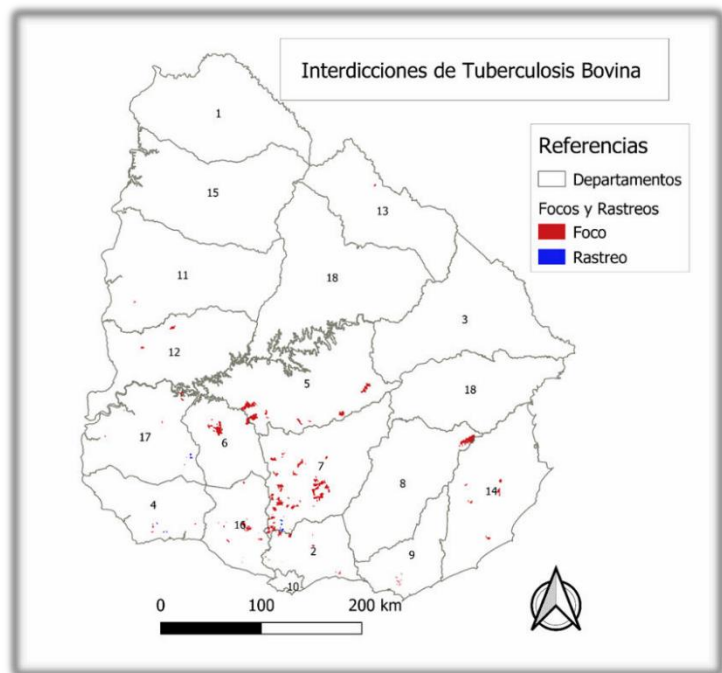 Interdicciones de Tuberculosis Bovina
Referencias
Departamentos
Focos y Rastreos
Foco
Rastreo
1
15
13
11
18
3
12
5
18
6
17
7
8
14
4
16
2
9
10
0 100 200 km